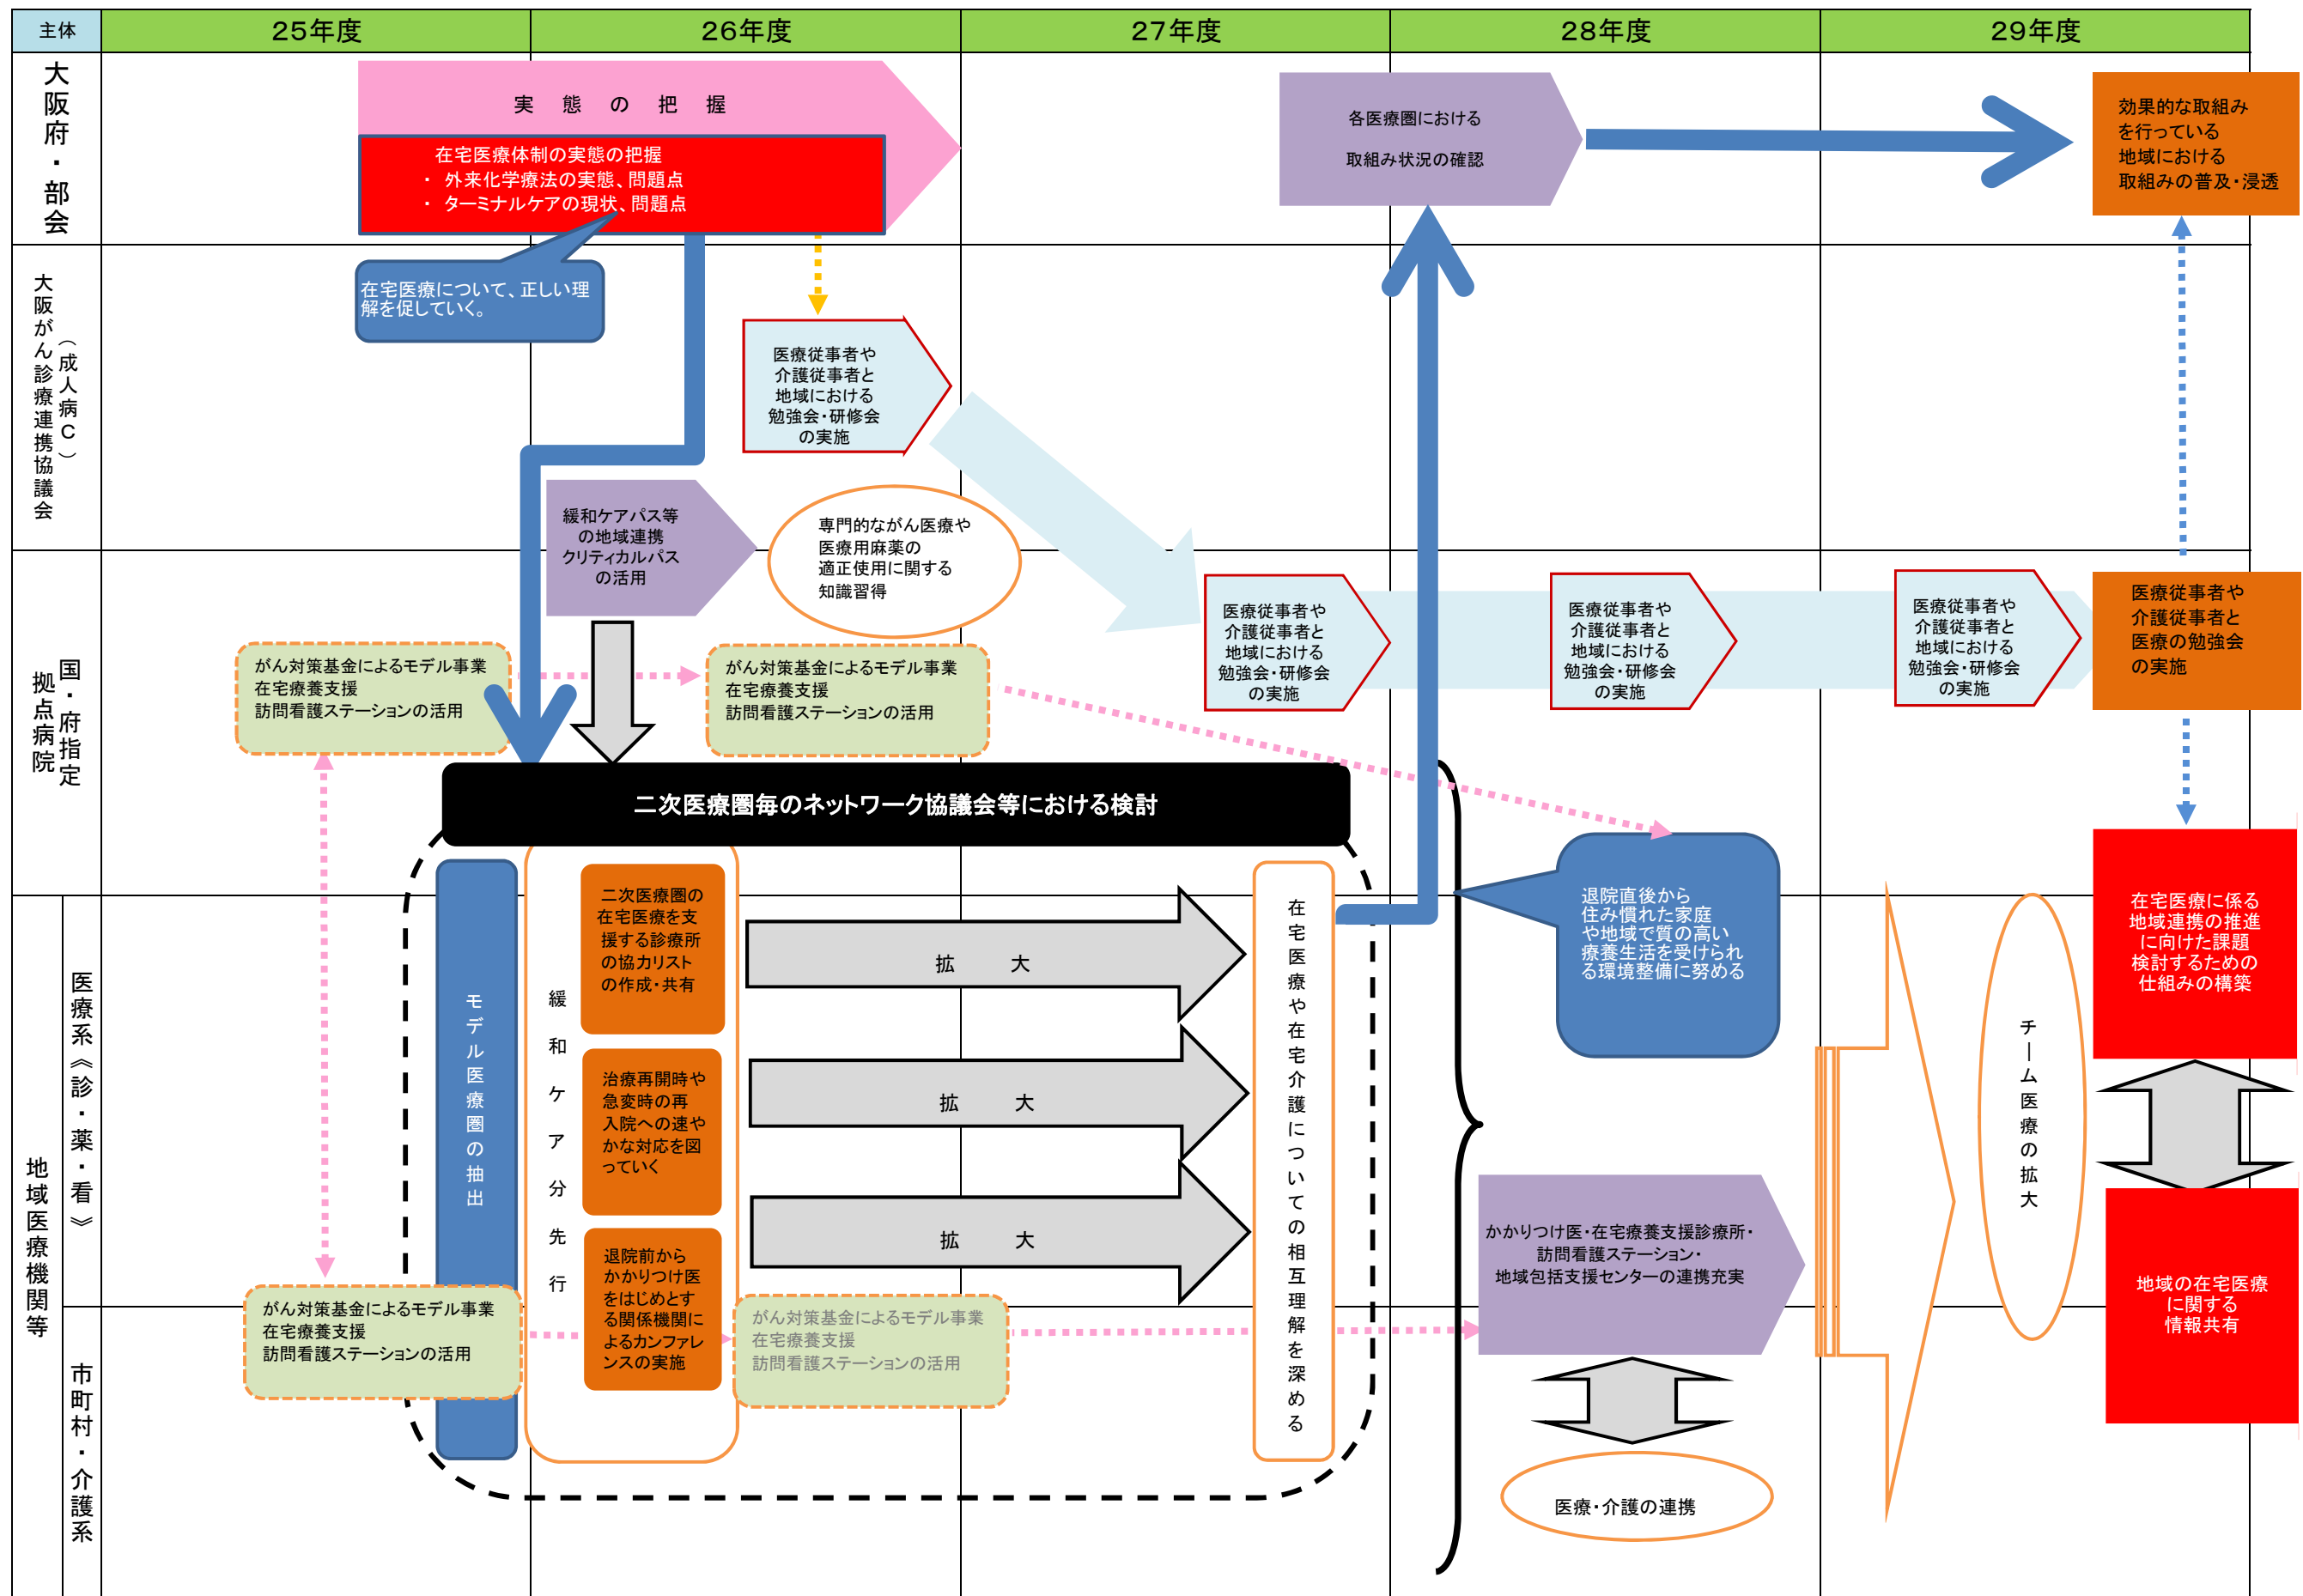 主体
25年度
26年度
27年度
28年度
29年度
大阪府・部会
実態の把握
在宅医療体制の実態の把握
・ 外来化学療法の実態、問題点
・ ターミナルケアの現状、問題点
各医療圏における
取組み状況の確認
効果的な取組み
を行っている
地域における
取組みの普及・浸透
大阪がん診療連携協議会
（成人病C）
在宅医療について、正しい理
解を促していく。
医療従事者や
介護従事者と
地域における
勉強会・研修会
の実施
緩和ケアパス等
の地域連携
クリティカルパス
の活用
専門的ながん医療や
医療用麻薬の
適正使用に関する
知識習得
国・府指定
拠点病院
がん対策基金によるモデル事業
在宅療養支援
訪問看護ステーションの活用
がん対策基金によるモデル事業
在宅療養支援
訪問看護ステーションの活用
医療従事者や
介護従事者と
地域における
勉強会・研修会
の実施
医療従事者や
介護従事者と
地域における
勉強会・研修会
の実施
医療従事者や
介護従事者と
地域における
勉強会・研修会
の実施
医療従事者や
介護従事者と
医療の勉強会
の実施
二次医療圏毎のネットワーク協議会等における検討
地域医療機関等
医療系《診・薬・看》
市町村・介護系
モデル医療圏の抽出
緩和ケア分先行
二次医療圏の
在宅医療を支
援する診療所
の協力リスト
の作成・共有
治療再開時や
急変時の再
入院への速や
かな対応を図
っていく
退院前から
かかりつけ医
をはじめとす
る関係機関に
よるカンファレ
ンスの実施
拡大
拡大
拡大
在宅医療や在宅介護についての相互理解を深める
がん対策基金によるモデル事業
在宅療養支援
訪問看護ステーションの活用
がん対策基金によるモデル事業
在宅療養支援
訪問看護ステーションの活用
退院直後から
住み慣れた家庭
や地域で質の高い
療養生活を受けられ
る環境整備に努める
かかりつけ医・在宅療養支援診療所・
訪問看護ステーション・
地域包括支援センターの連携充実
医療・介護の連携
チーム医療の拡大
在宅医療に係る
地域連携の推進
に向けた課題
検討するための
仕組みの構築
地域の在宅医療
に関する
情報共有